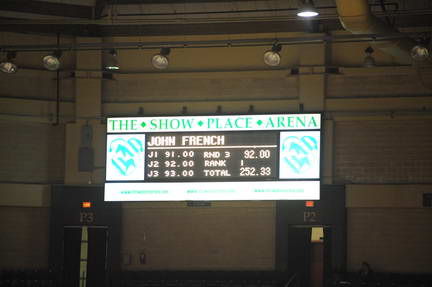 THE ◆ SHOW ◆ PLACE ◆ ARENA
JOHN FRENCH
J1 91.00 RND 3 92.00
J2 92.00 RANK 1
J3 93.00 TOTAL 252.33
P3
P2